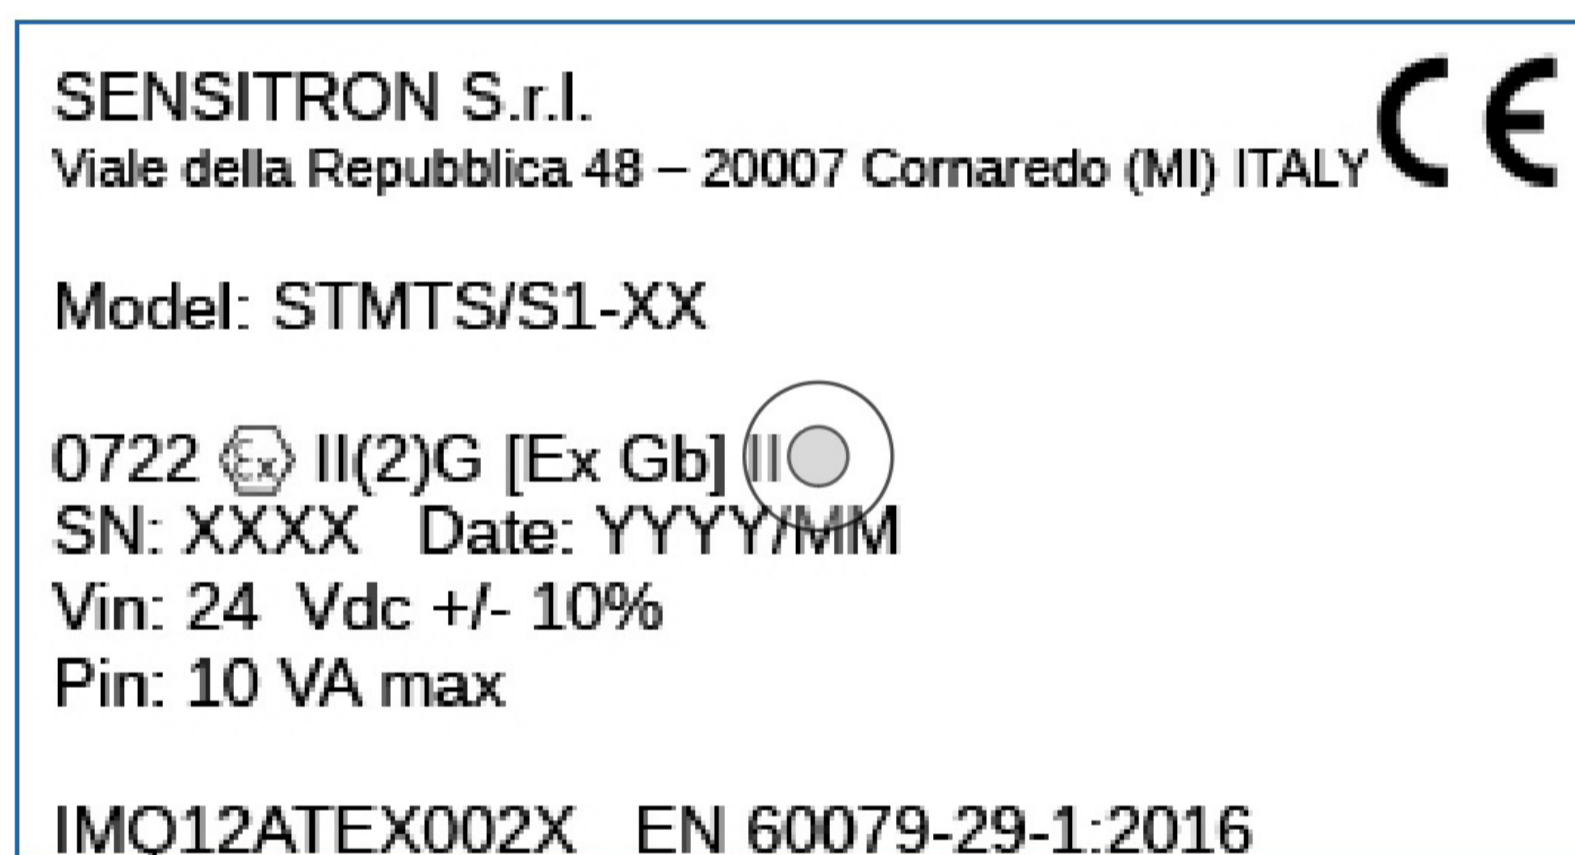 SENSITRON S.r.l.
Viale della Repubblica 48 – 20007 Cornaredo (MI) ITALY
CE
Model: STMTS/S1-XX
0722 Ex II(2)G [Ex Gb]
SN: XXXX Date: YYYY/MM
Vin: 24 Vdc +/- 10%
Pin: 10 VA max
IMQ12ATEX002X EN 60079-29-1:2016